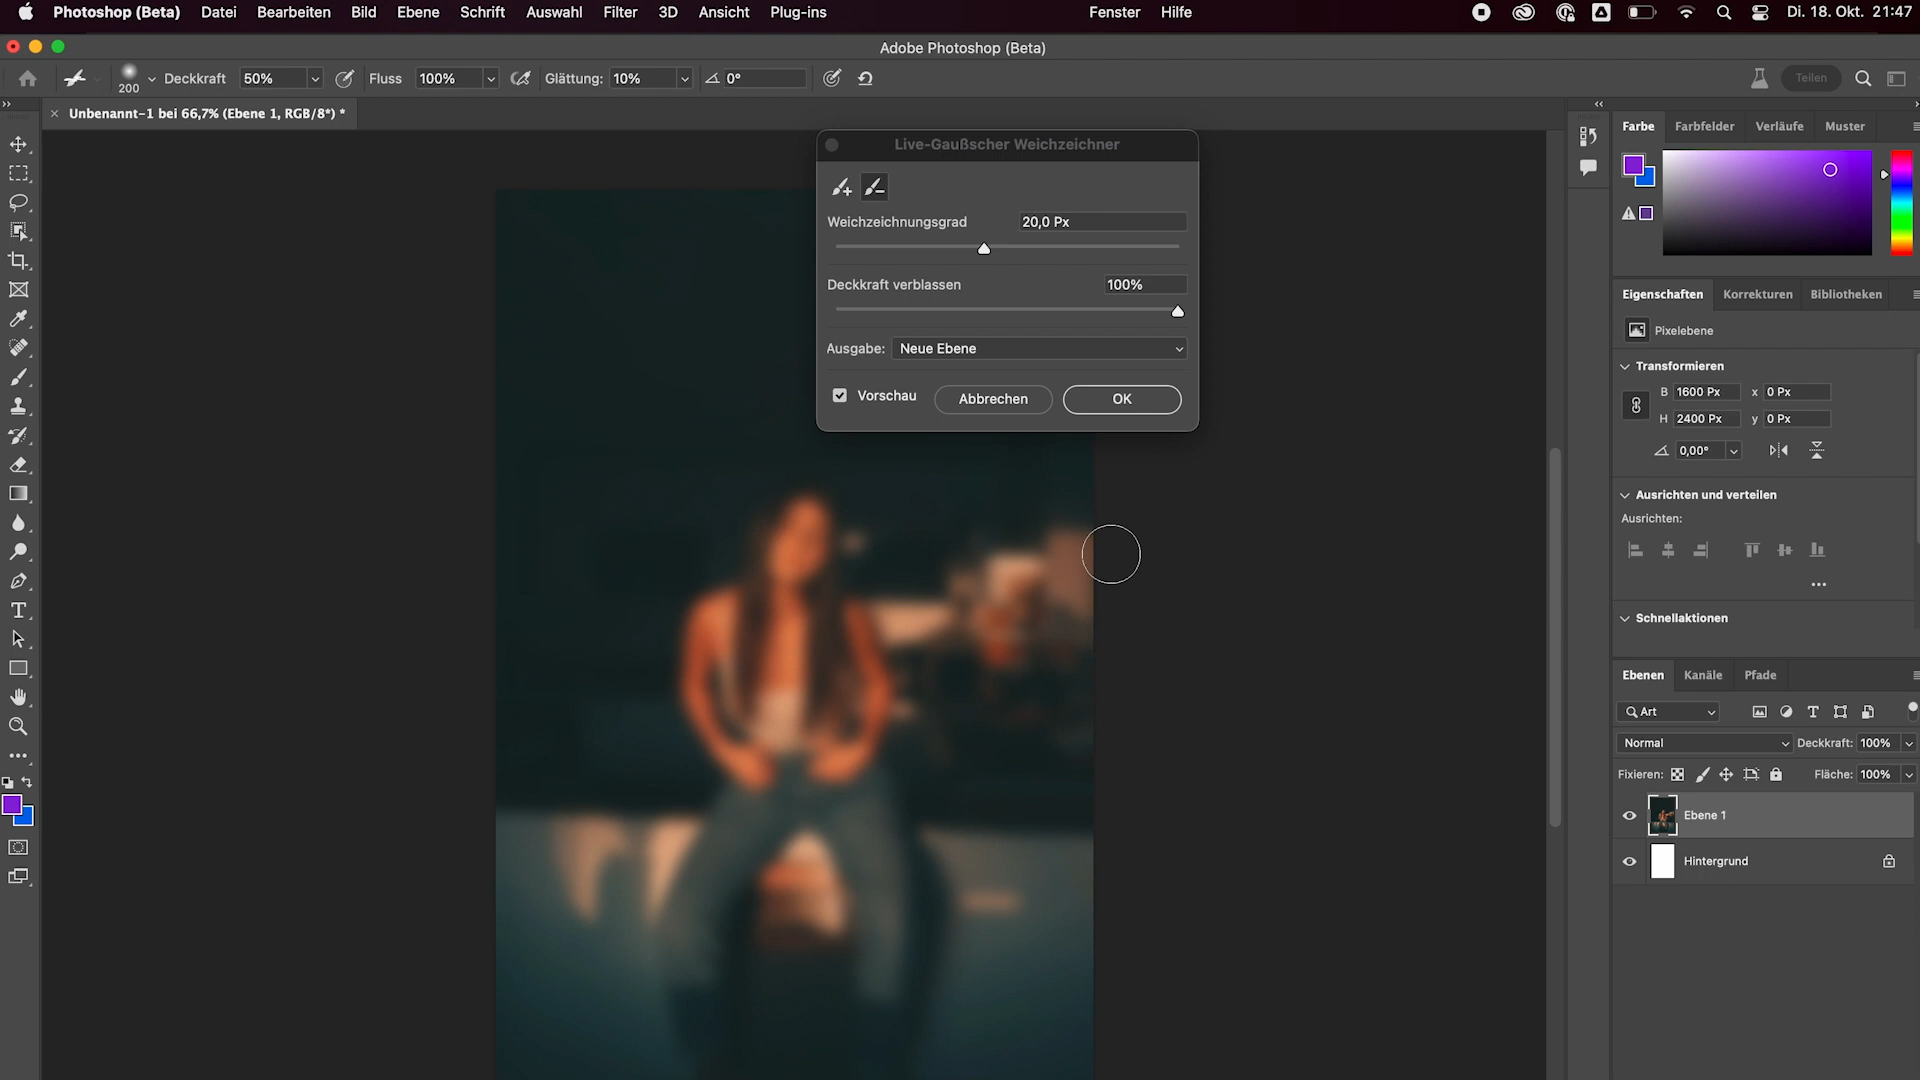 Photoshop (Beta) Datei Bearbeiten Bild Ebene Schrift Auswahl Filter 3D Ansicht Plug-ins Fenster Hilfe Di. 18. Okt. 21:47
Adobe Photoshop (Beta)
200 Deckkraft 50% Fluss 100% Glättung: 10% 0° Teilen
Unbenannt-1 bei 66,7% (Ebene 1, RGB/8*) *
Live-Gaußscher Weichzeichner
Weichzeichnungsgrad 20,0 Px
Deckkraft verblassen 100%
Ausgabe: Neue Ebene
Vorschau Abbrechen OK
Farbe Farbfelder Verläufe Muster
Eigenschaften Korrekturen Bibliotheken
Pixelebene
Transformieren
B 1600 Px x 0 Px
H 2400 Px y 0 Px
0,00°
Ausrichten und verteilen
Ausrichten:
Schnellaktionen
Ebenen Kanäle Pfade
Art
Normal Deckkraft: 100%
Fixieren: Fläche: 100%
Ebene 1
Hintergrund